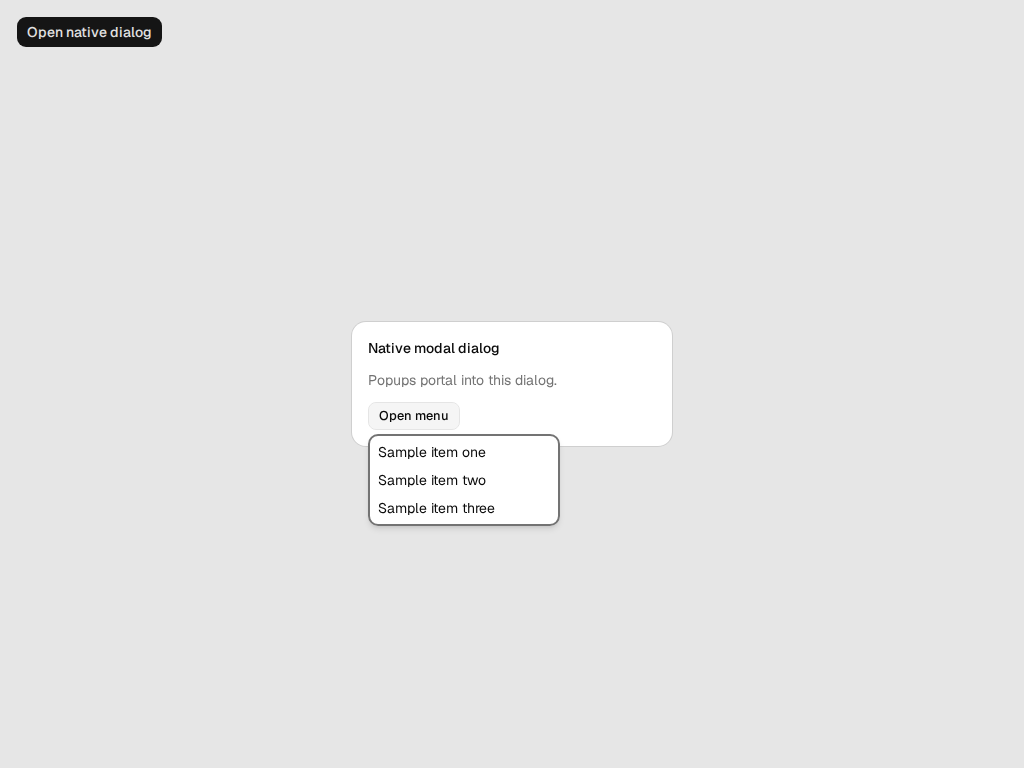 Open native dialog
Native modal dialog
Popups portal into this dialog.
Open menu
Sample item one
Sample item two
Sample item three